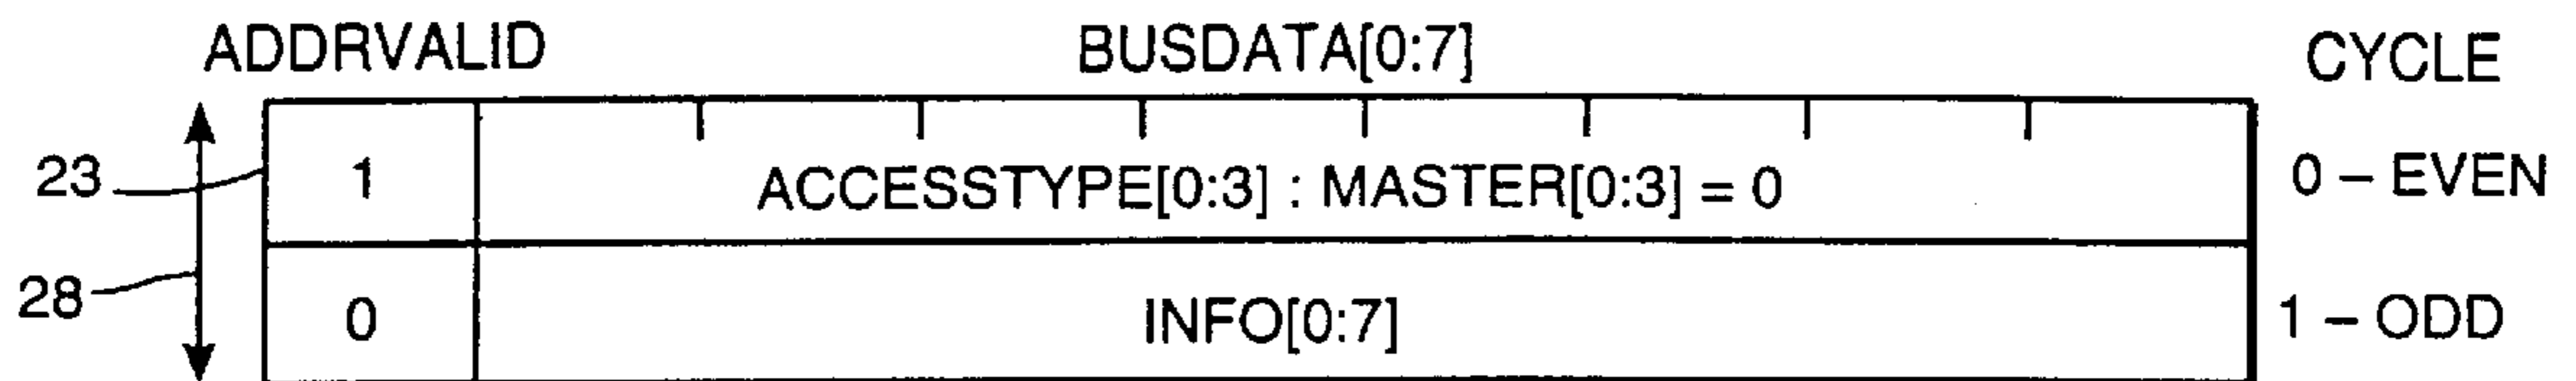 ADDRVALID BUSDATA[0:7] CYCLE
23 1 ACCESSTYPE[0:3] : MASTER[0:3] = 0 0 – EVEN
28 0 INFO[0:7] 1 – ODD